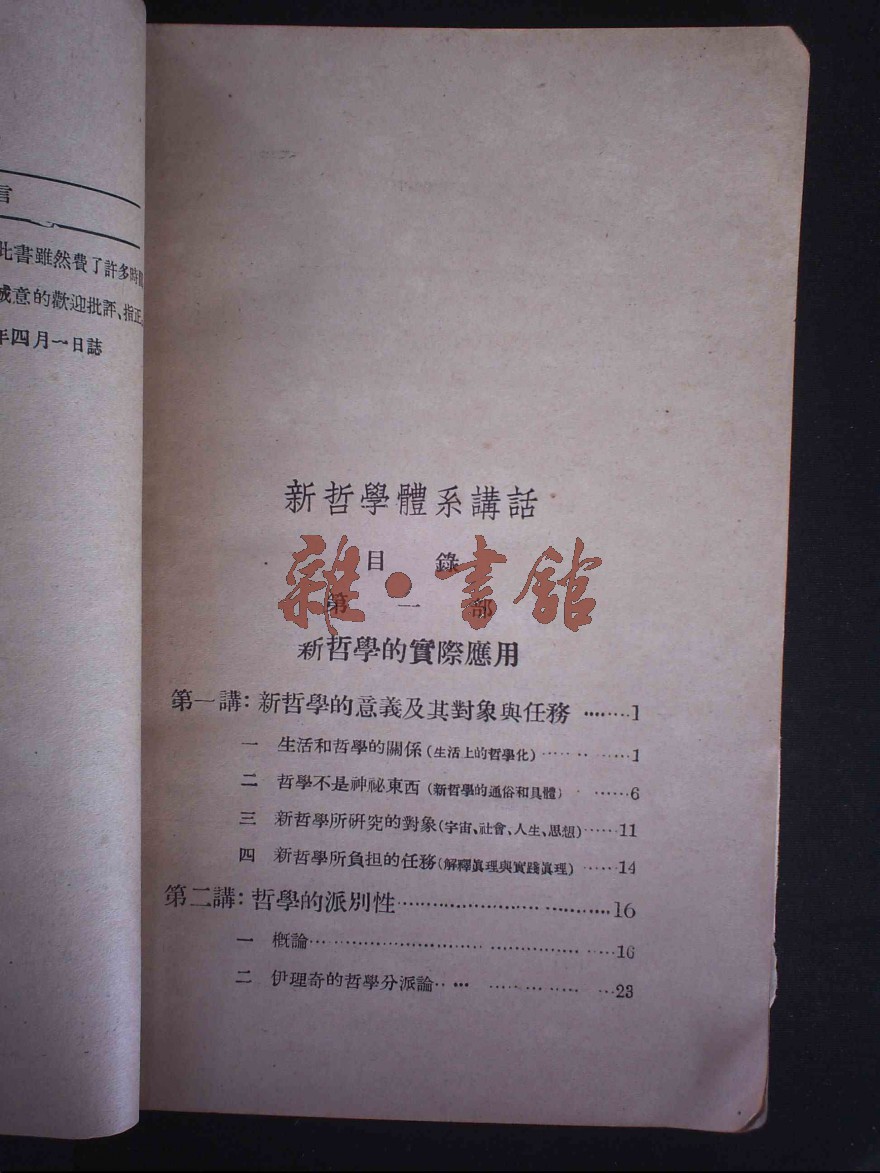 言
此書雖然費了許多時間
誠意的歡迎批評、指正。
年四月一日誌
新哲學體系講話
目錄
雜·書館
第一部
新哲學的實際應用
第一講：新哲學的意義及其對象與任務 ········1
一 生活和哲學的關係(生活上的哲學化) ··········1
二 哲學不是神祕東西(新哲學的通俗和具體) ·······6
三 新哲學所研究的對象(宇宙、社會、人生、思想)······11
四 新哲學所負担的任務(解釋眞理與實踐眞理) ······14
第二講：哲學的派別性····································16
一 概論·············································16
二 伊理奇的哲學分派論·····························23